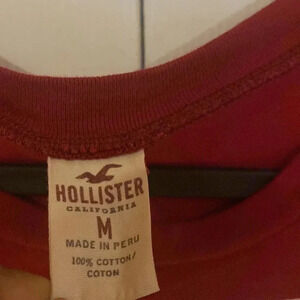 HOLLISTER
CALIFORNIA
M
MADE IN PERU
100% COTTON/
COTON